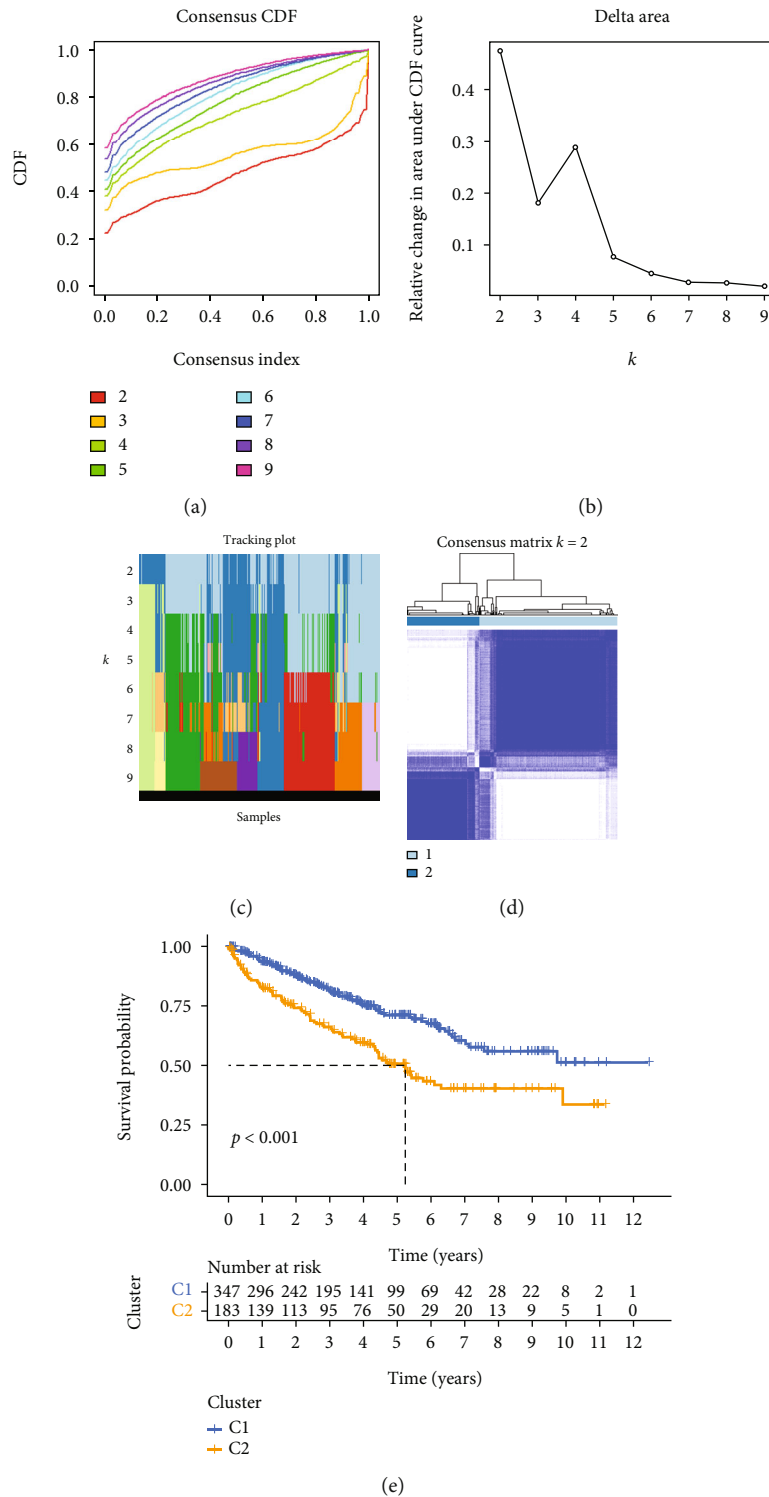 Consensus CDF
CDF
1.0
0.8
0.6
0.4
0.2
0.0
0.0 0.2 0.4 0.6 0.8 1.0
Consensus index
2 6
3 7
4 8
5 9
(a)
Delta area
Relative change in area under CDF curve
0.4
0.3
0.2
0.1
2 3 4 5 6 7 8 9
k
(b)
Tracking plot
k
2
3
4
5
6
7
8
9
Samples
(c)
Consensus matrix k = 2
1
2
(d)
Survival probability
1.00
0.75
0.50
0.25
0.00
p < 0.001
0 1 2 3 4 5 6 7 8 9 10 11 12
Time (years)
Number at risk
Cluster
C1 347 296 242 195 141 99 69 42 28 22 8 2 1
C2 183 139 113 95 76 50 29 20 13 9 5 1 0
0 1 2 3 4 5 6 7 8 9 10 11 12
Time (years)
Cluster
C1
C2
(e)